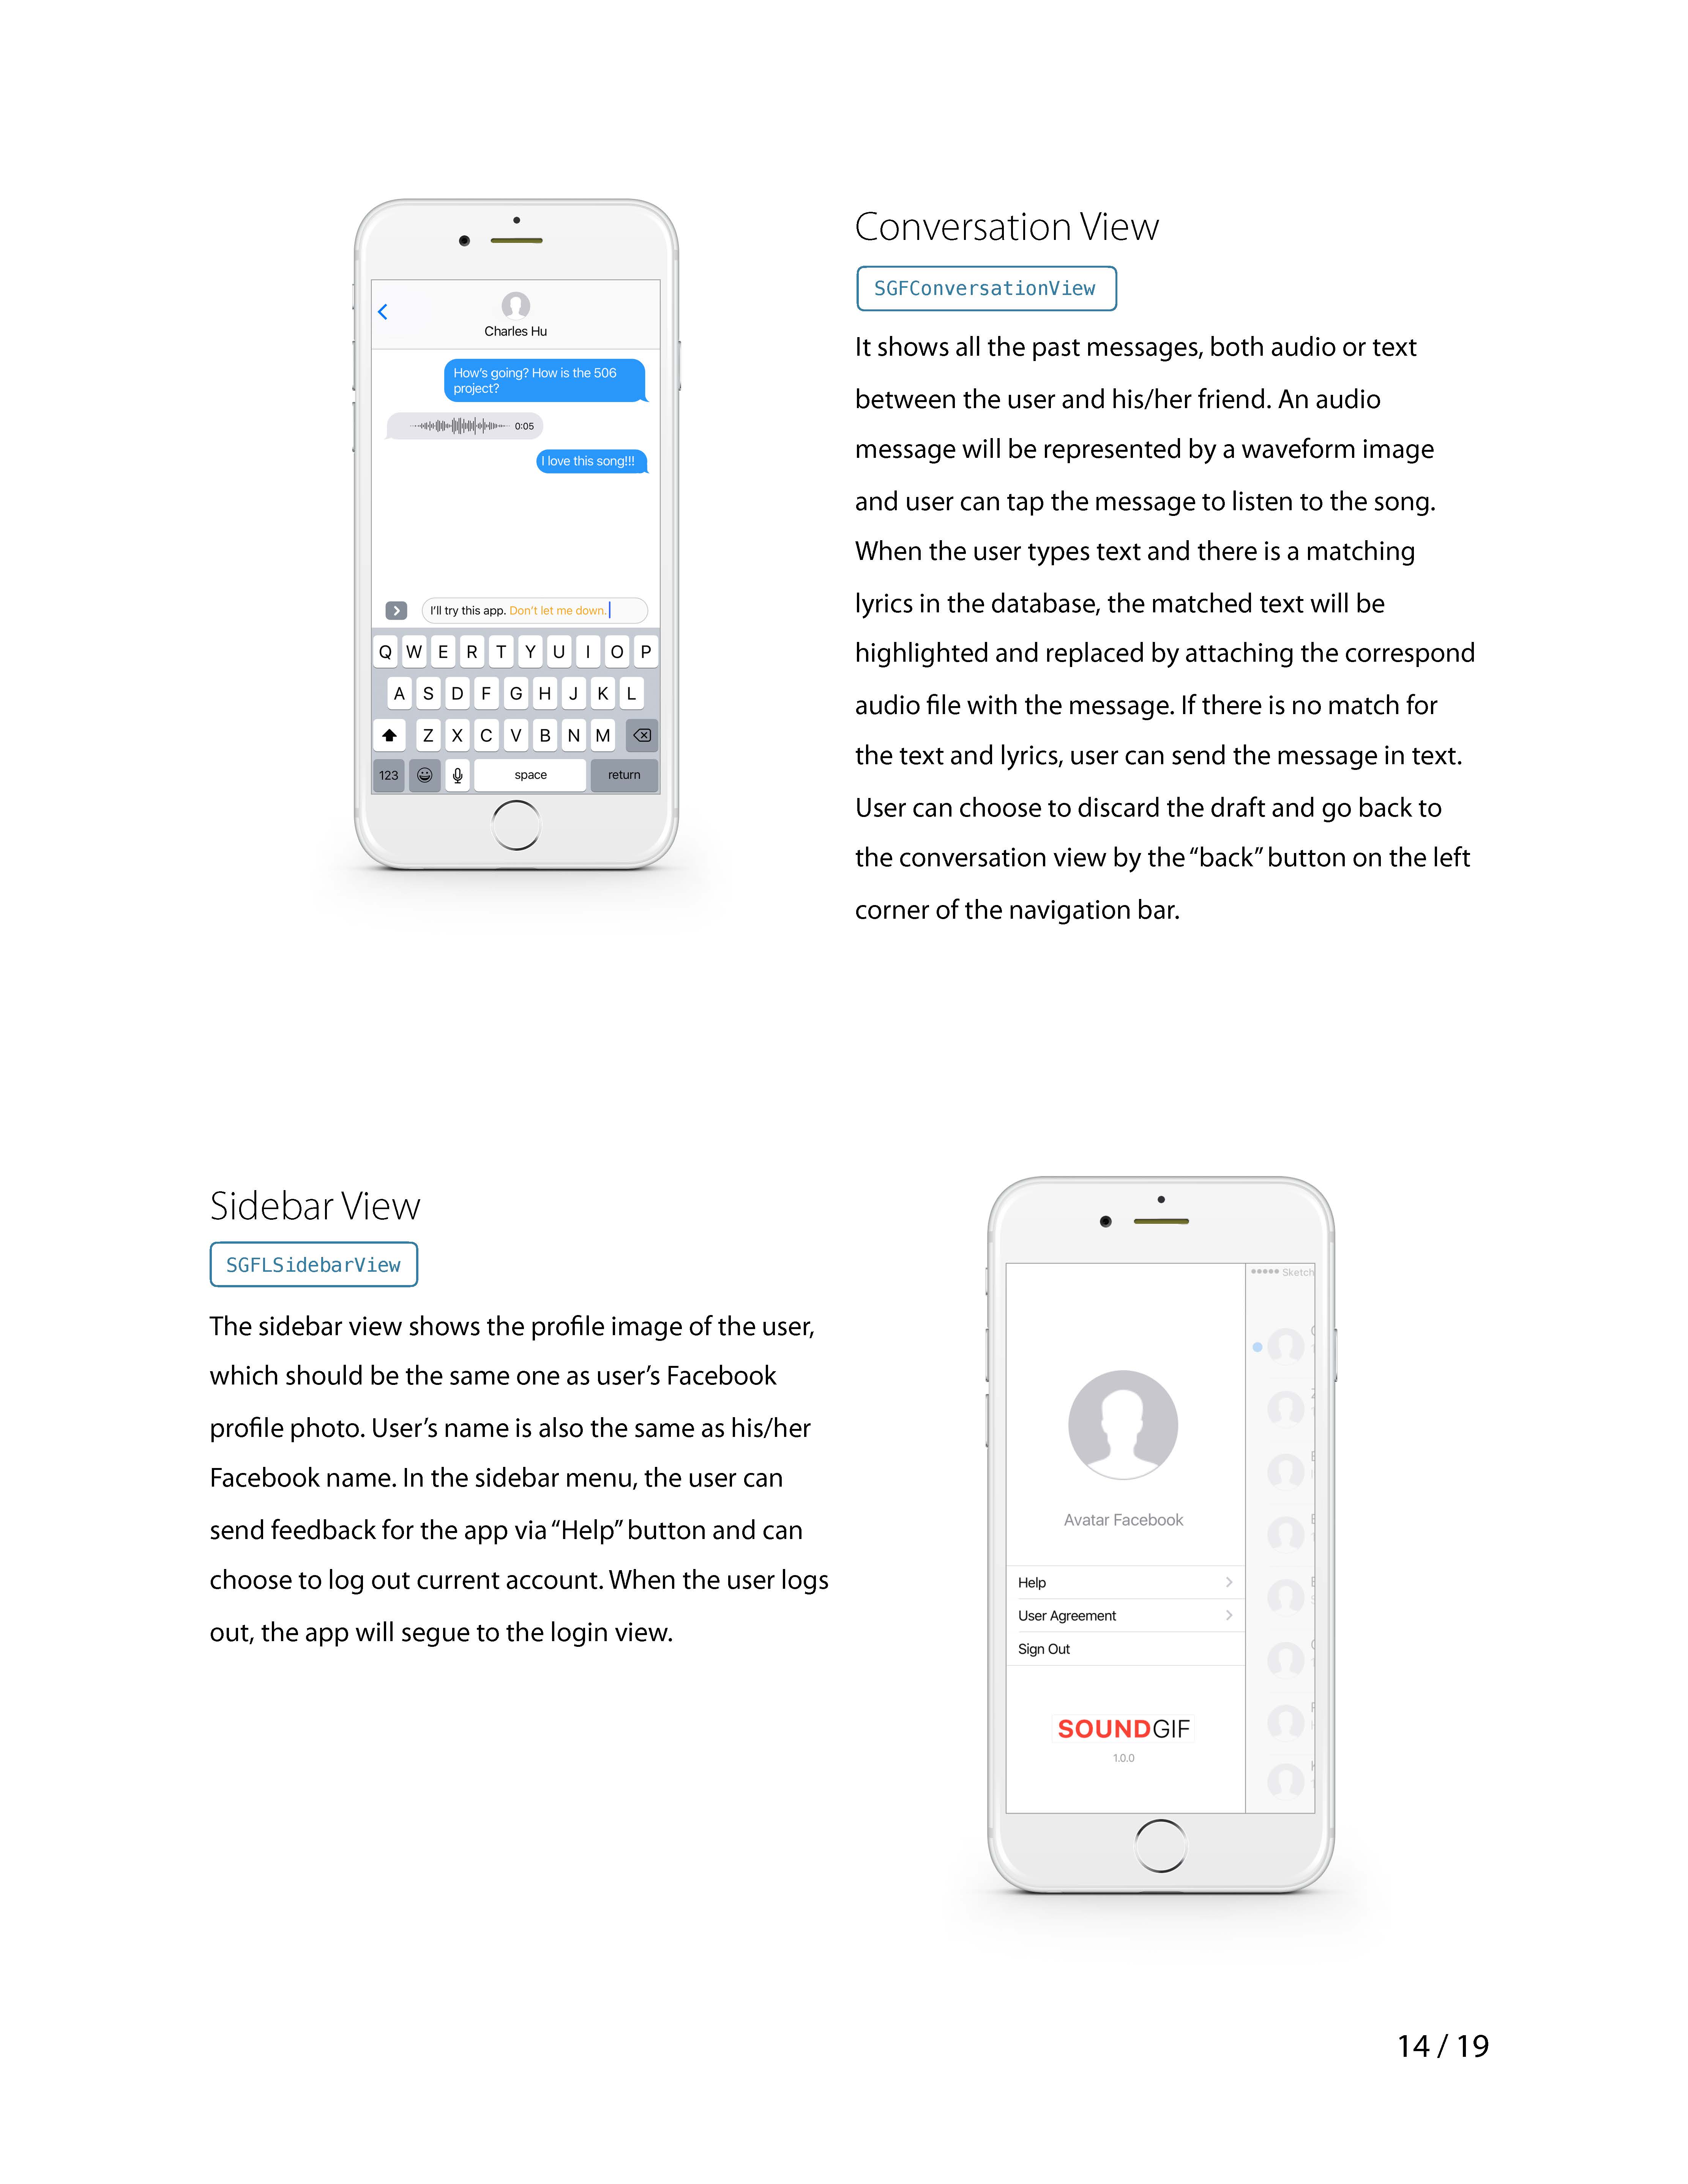 Charles Hu
How's going? How is the 506
project?
0:05
I love this song!!!
I'll try this app. Don't let me down.
Q W E R T Y U I O P
A S D F G H J K L
Z X C V B N M
123 space return
Conversation View
SGFConversationView
It shows all the past messages, both audio or text
between the user and his/her friend. An audio
message will be represented by a waveform image
and user can tap the message to listen to the song.
When the user types text and there is a matching
lyrics in the database, the matched text will be
highlighted and replaced by attaching the correspond
audio file with the message. If there is no match for
the text and lyrics, user can send the message in text.
User can choose to discard the draft and go back to
the conversation view by the “back” button on the left
corner of the navigation bar.
Sidebar View
SGFLSidebarView
The sidebar view shows the profile image of the user,
which should be the same one as user’s Facebook
profile photo. User’s name is also the same as his/her
Facebook name. In the sidebar menu, the user can
send feedback for the app via “Help” button and can
choose to log out current account. When the user logs
out, the app will segue to the login view.
Sketch
Avatar Facebook
Help
User Agreement
Sign Out
SOUNDGIF
1.0.0
14 / 19